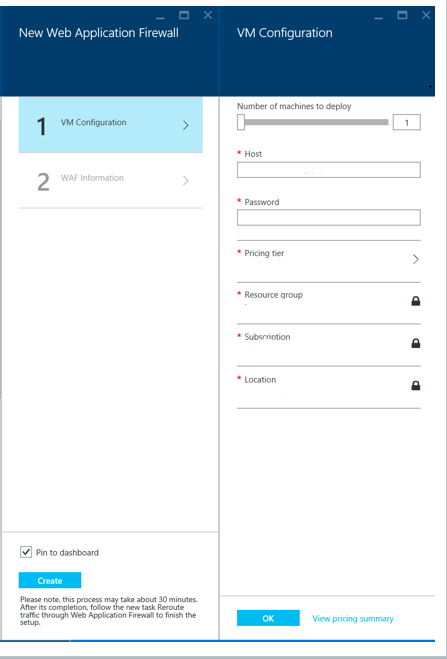 New Web Application Firewall
1
VM Configuration
2
WAF Information
Pin to dashboard
Create
Please note, this process may take about 30 minutes.
After its completion, follow the new task Reroute
traffic through Web Application Firewall to finish the
setup.
VM Configuration
Number of machines to deploy
1
* Host
* Password
* Pricing tier
* Resource group
* Subscription
* Location
OK
View pricing summary